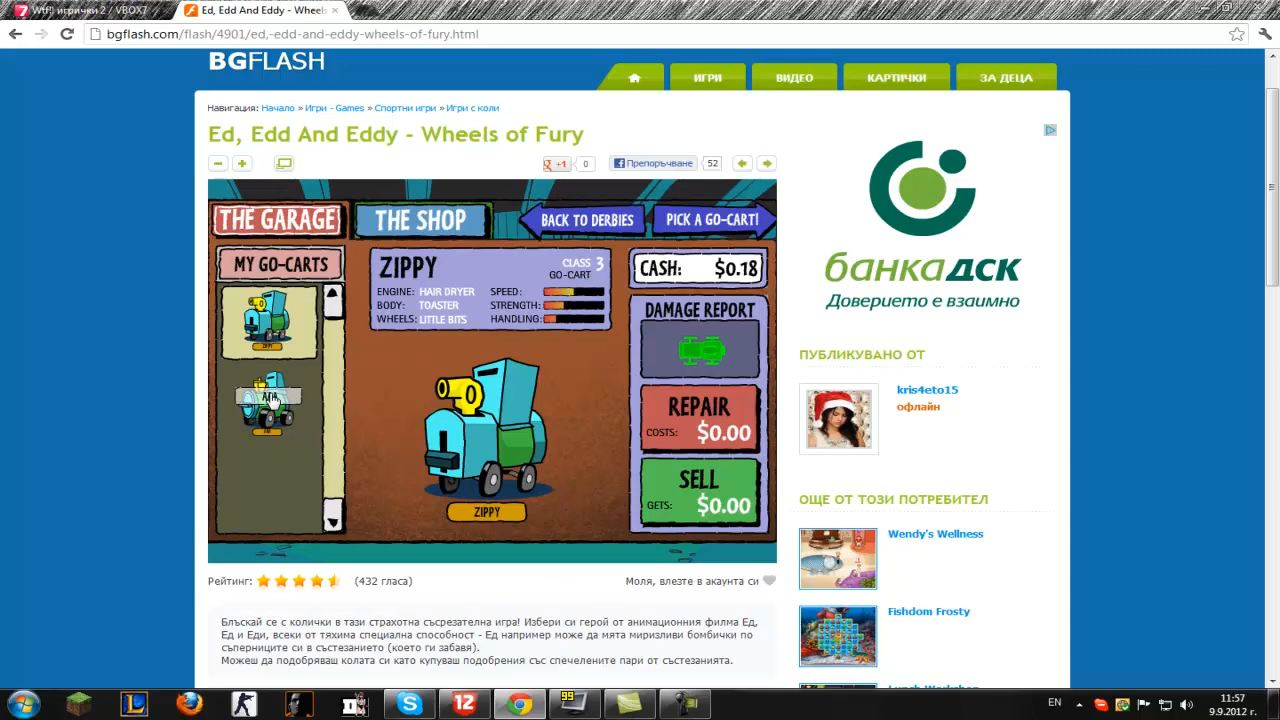 Wtf! игрички 2 / VBOX7
Ed, Edd And Eddy - Wheels
bgflash.com/flash/4901/ed,-edd-and-eddy-wheels-of-fury.html
BGFLASH
ИГРИ
ВИДЕО
КАРТИЧКИ
ЗА ДЕЦА
Навигация: Начало » Игри - Games » Спортни игри » Игри с коли
Ed, Edd And Eddy - Wheels of Fury
+1
0
Препоръчване
52
THE GARAGE
THE SHOP
BACK TO DERBIES
PICK A GO-CART!
MY GO-CARTS
ZIPPY
CLASS 3
GO-CART
ENGINE: HAIR DRYER
SPEED:
BODY: TOASTER
STRENGTH:
WHEELS: LITTLE BITS
HANDLING:
CASH: $0.18
DAMAGE REPORT
ZIPPY
REPAIR
COSTS: $0.00
SELL
GETS: $0.00
ZIPPY
банкаДСК
Доверието е взаимно
ПУБЛИКУВАНО ОТ
kris4eto15
офлайн
ОЩЕ ОТ ТОЗИ ПОТРЕБИТЕЛ
Wendy's Wellness
Fishdom Frosty
Рейтинг:
(432 гласа)
Моля, влезте в акаунта си
Блъскай се с колички в тази страхотна състрезателна игра! Избери си герой от анимационния филма Ед,
Ед и Еди, всеки от тяхима специална способност - Ед например може да мята миризливи бомбички по
съперниците си в състезанието (което ги забавя).
Можеш да подобряваш колата си като купуваш подобрения със спечелените пари от състезанията.
12
99
EN
11:57
9.9.2012 г.